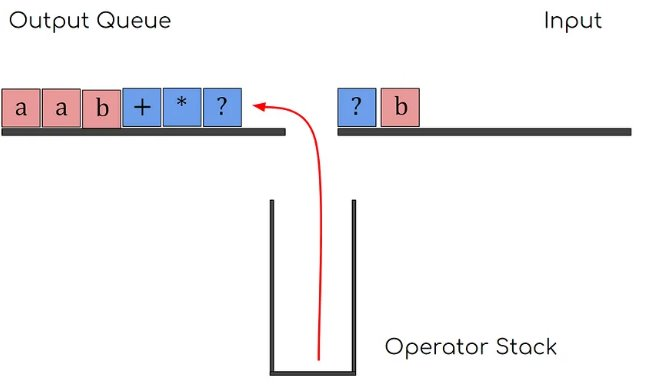 Output Queue Input
a a b + * ? ? b
Operator Stack